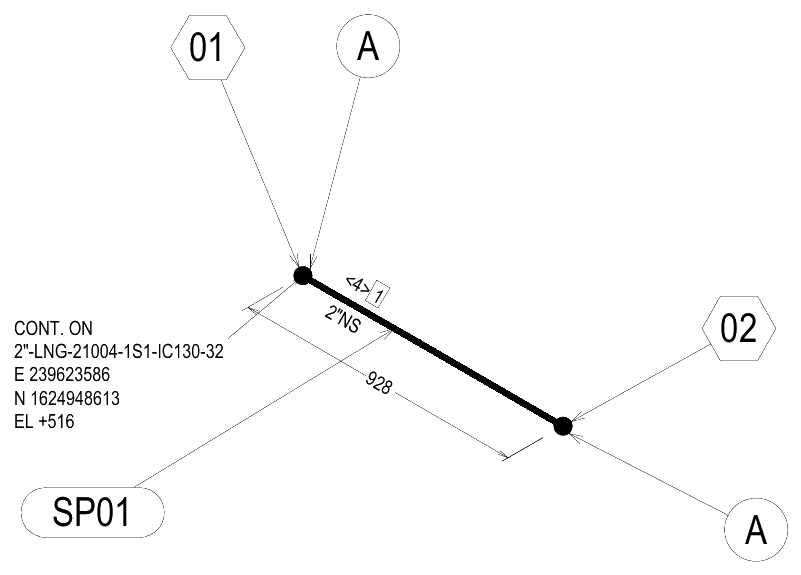 01
A
<4> 1
2"NS
CONT. ON
2"-LNG-21004-1S1-IC130-32
E 239623586
N 1624948613
EL +516
02
928
SP01
A